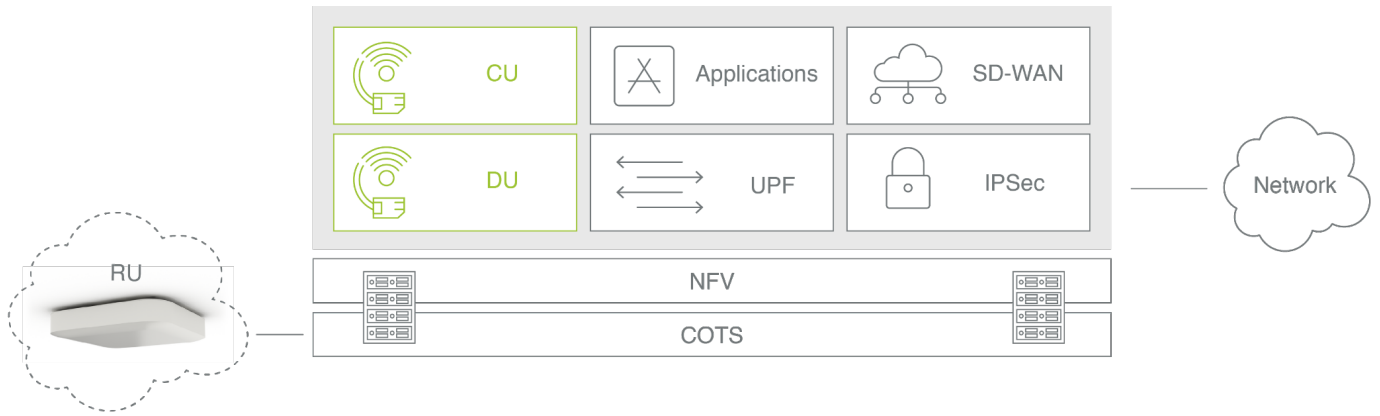 CU
Applications
SD-WAN
DU
UPF
IPSec
Network
RU
NFV
COTS